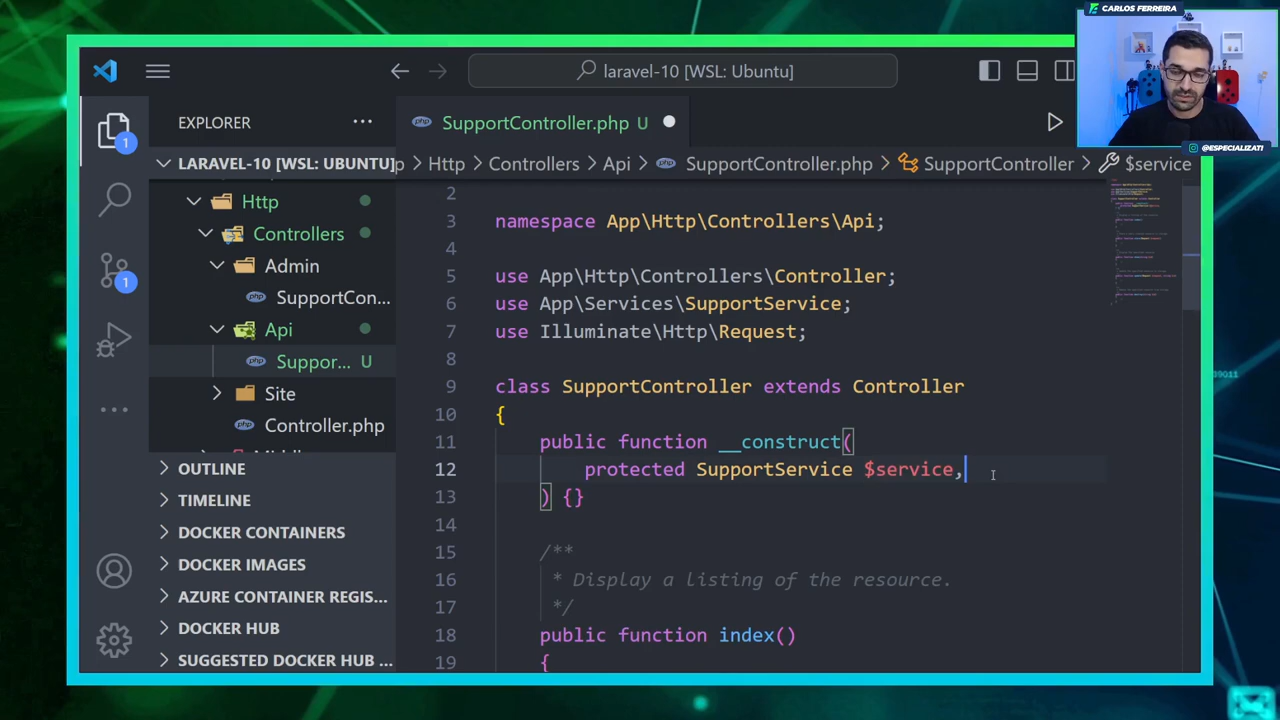 CARLOS FERREIRA
@ESPECIALIZATI
laravel-10 [WSL: Ubuntu]
EXPLORER
SupportController.php U
1
LARAVEL-10 [WSL: UBUNTU]
p Http Controllers Api SupportController.php SupportController $service
Http
Controllers
Admin
SupportCon...
Api
Suppor... U
Site
Controller.php
OUTLINE
TIMELINE
DOCKER CONTAINERS
DOCKER IMAGES
AZURE CONTAINER REGIS...
DOCKER HUB
SUGGESTED DOCKER HUB ...
1
2
3 namespace App\Http\Controllers\Api;
4
5 use App\Http\Controllers\Controller;
6 use App\Services\SupportService;
7 use Illuminate\Http\Request;
8
9 class SupportController extends Controller
10 {
11 public function __construct(
12 protected SupportService $service,
13 ) {}
14
15 /**
16 * Display a listing of the resource.
17 */
18 public function index()
19 {